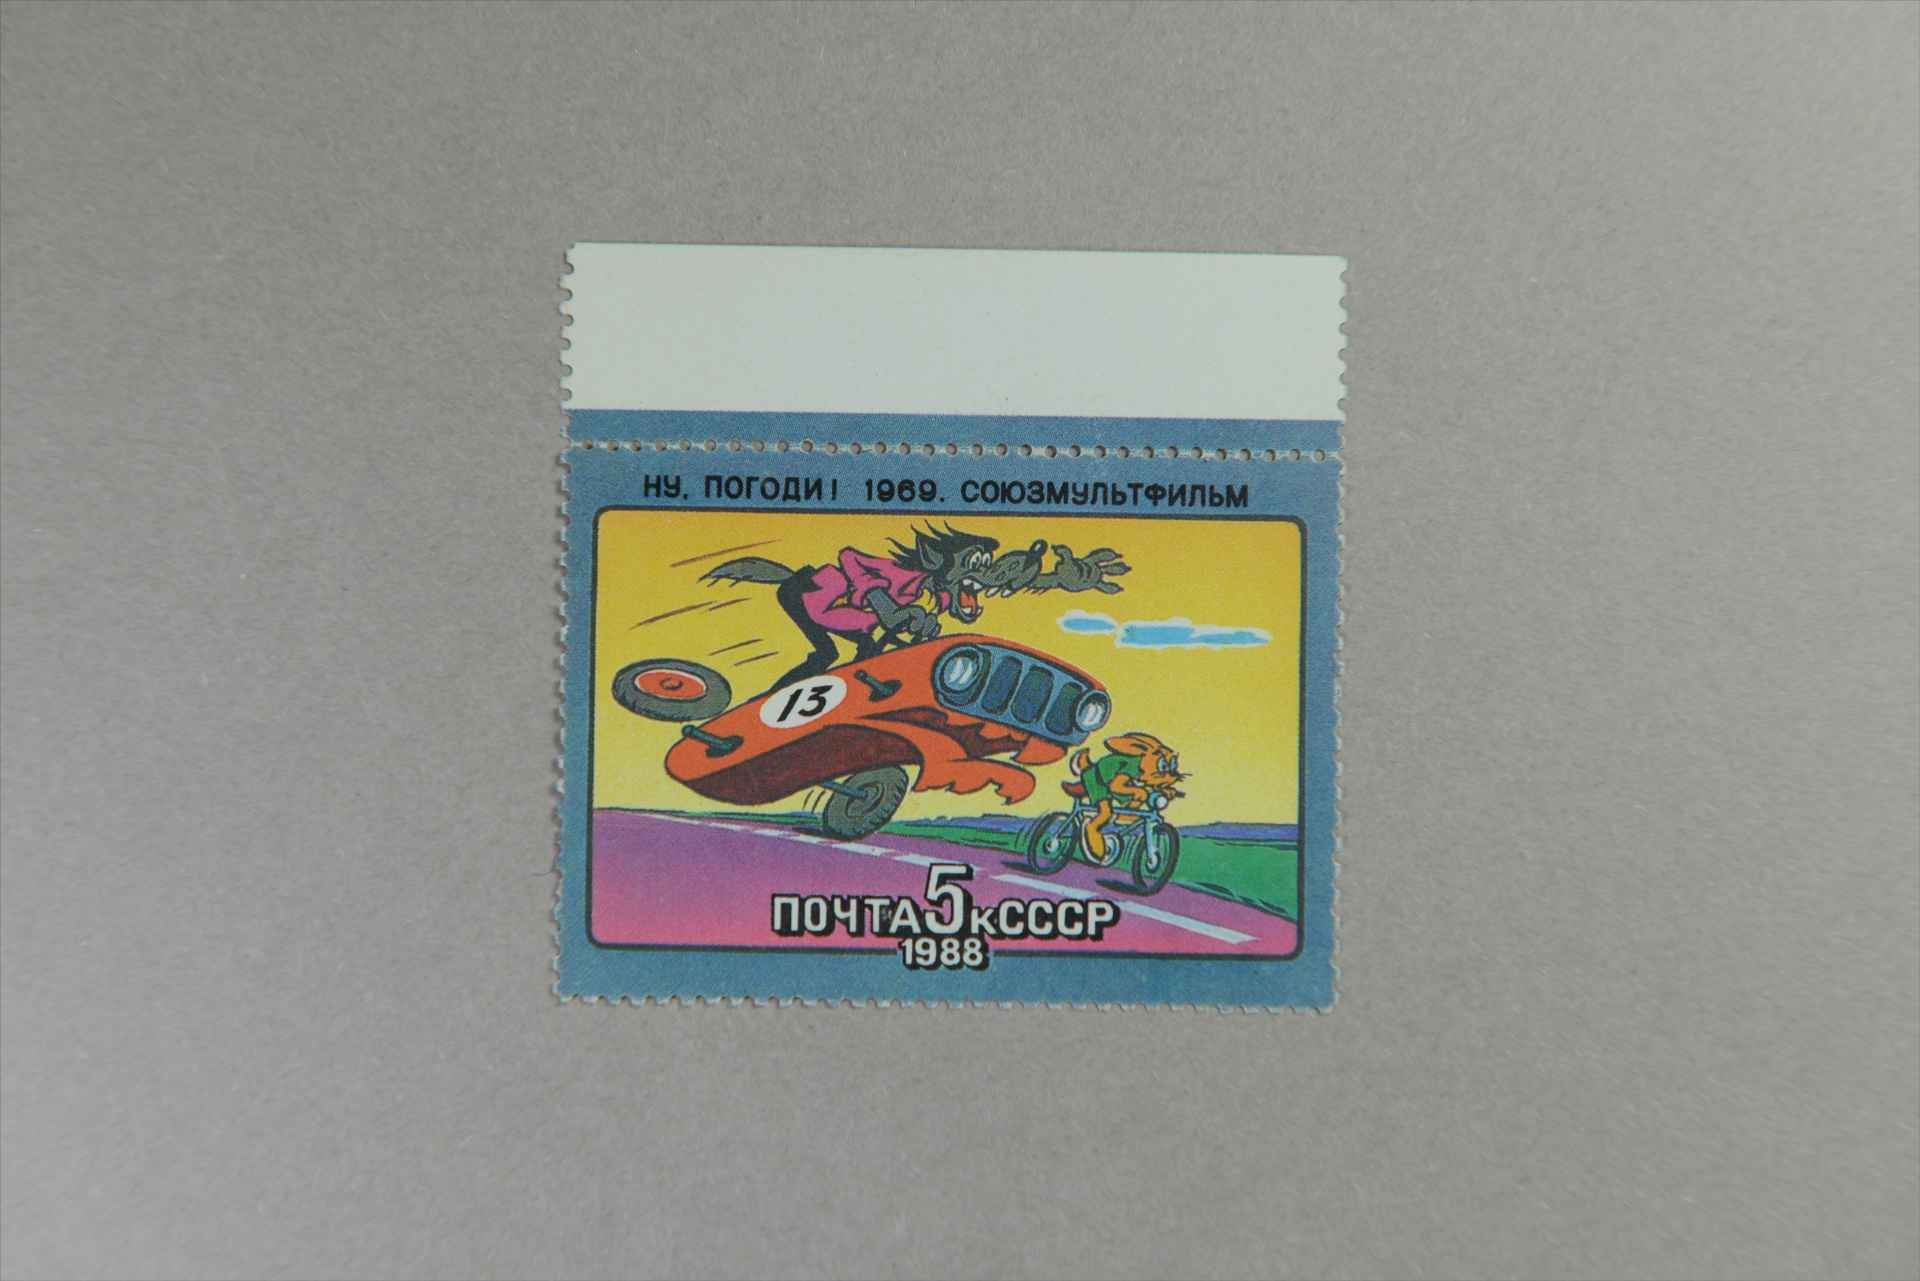 НУ, ПОГОДИ! 1969. СОЮЗМУЛЬТФИЛЬМ
13
ПОЧТА 5к СССР
1988